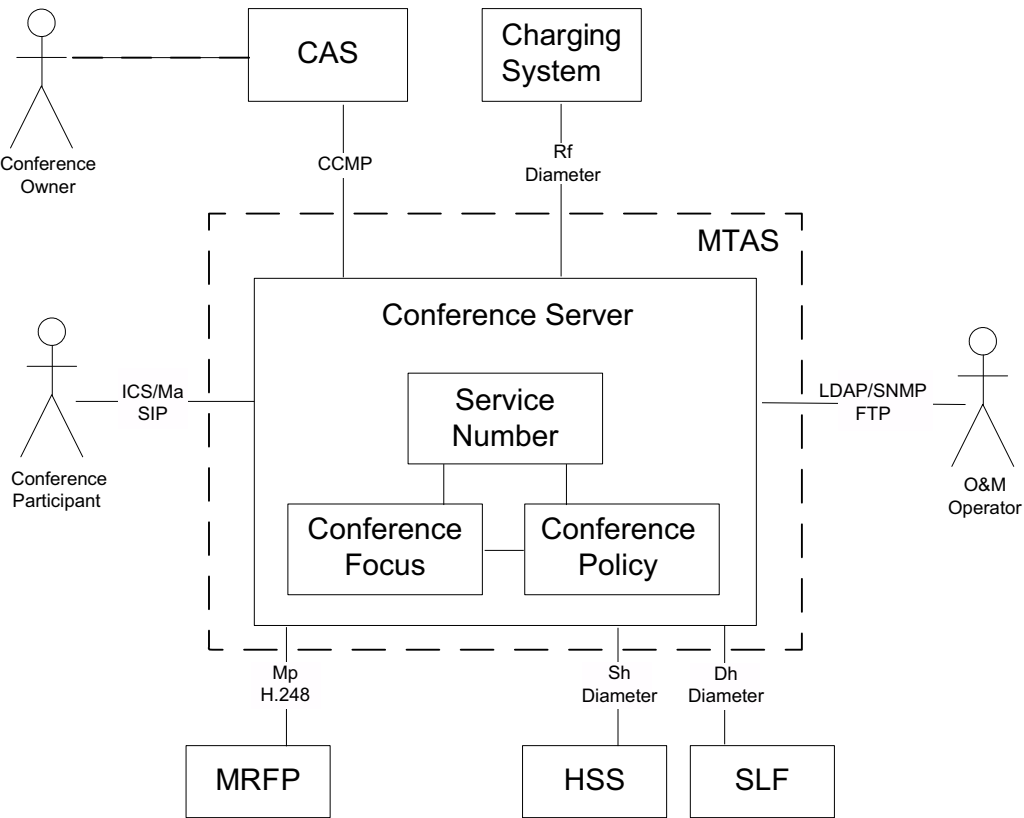 CAS
Charging
System
Conference
Owner
CCMP
Rf
Diameter
MTAS
Conference Server
ICS/Ma
SIP
Conference
Participant
Service
Number
LDAP/SNMP
FTP
O&M
Operator
Conference
Focus
Conference
Policy
Mp
H.248
Sh
Diameter
Dh
Diameter
MRFP
HSS
SLF